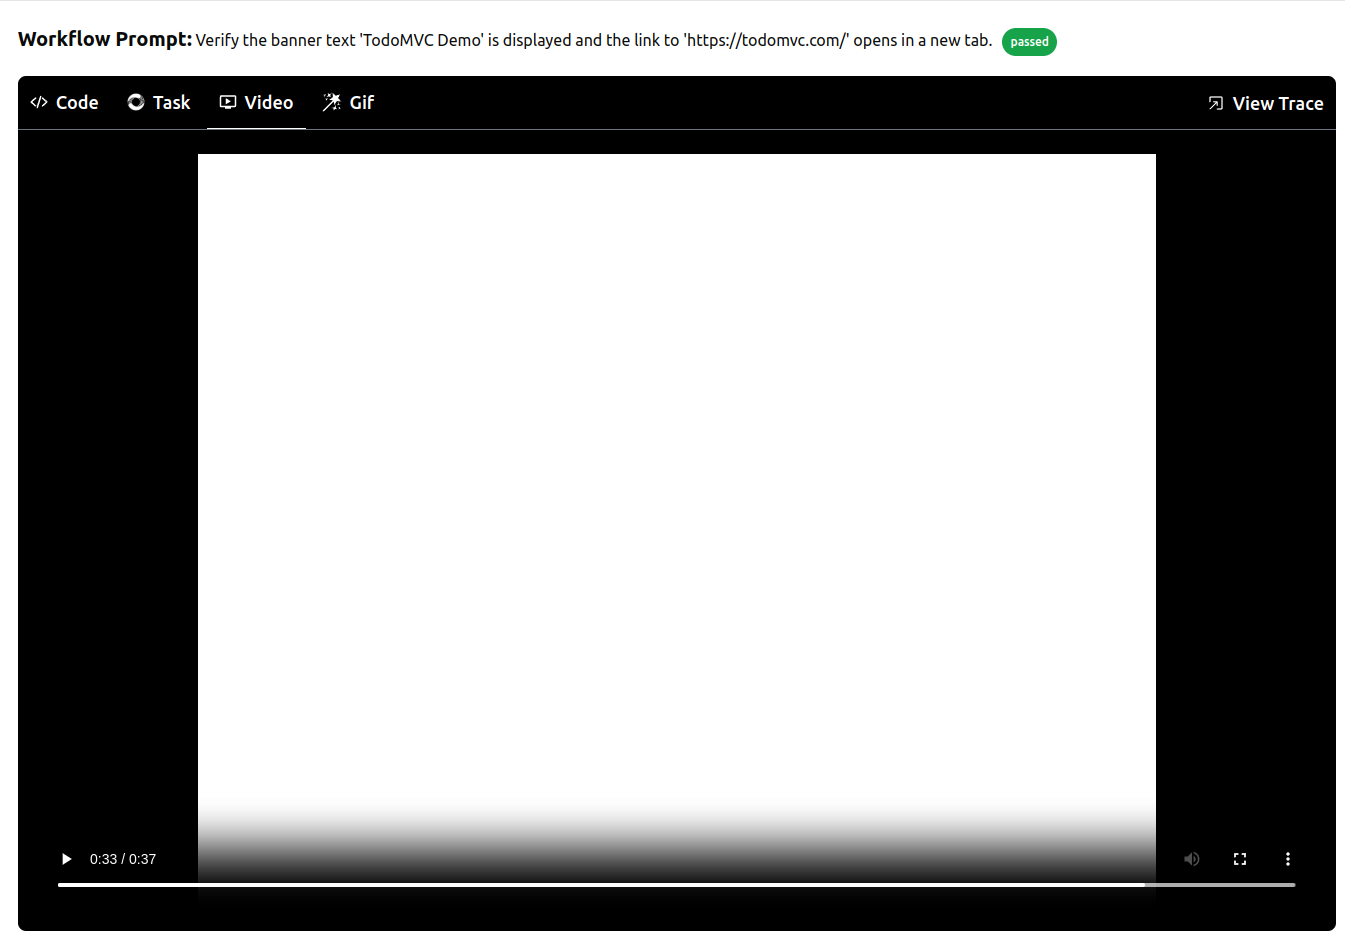 Workflow Prompt: Verify the banner text 'TodoMVC Demo' is displayed and the link to 'https://todomvc.com/' opens in a new tab. passed
</> Code Task Video Gif View Trace
0:33 / 0:37